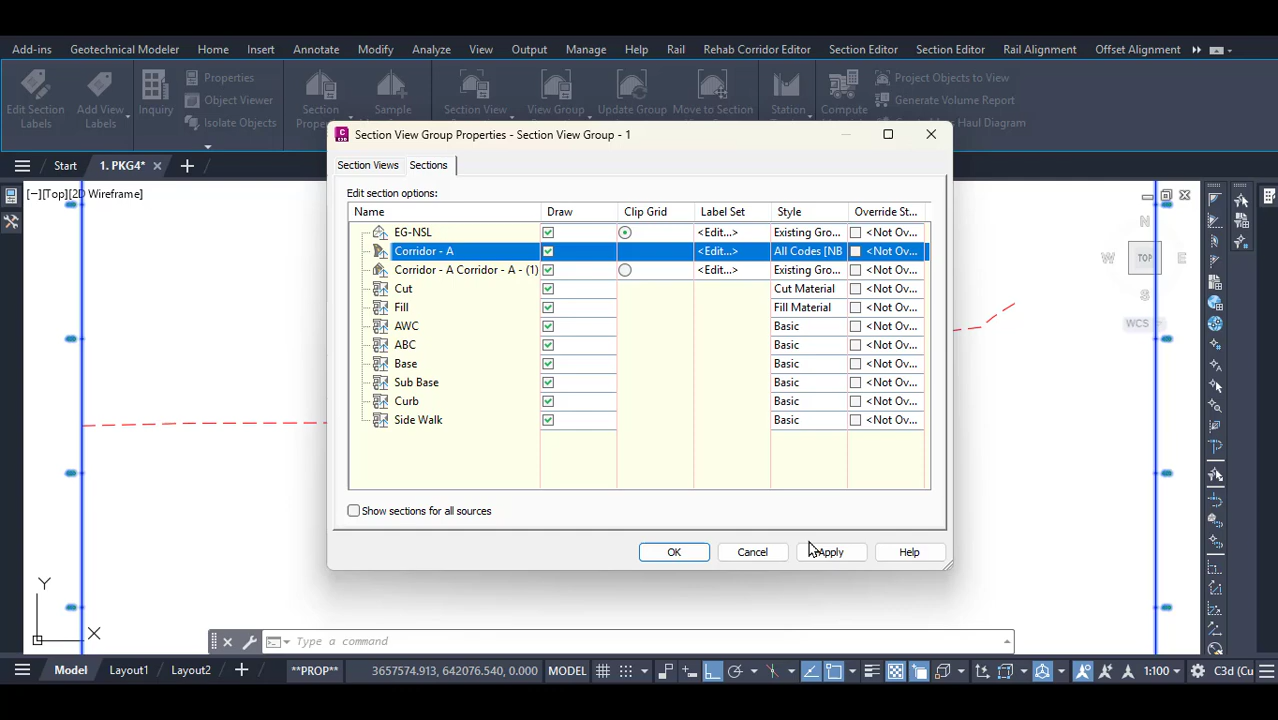 Add-ins Geotechnical Modeler Home Insert Annotate Modify Analyze View Output Manage Help Rail Rehab Corridor Editor Section Editor Section Editor Rail Alignment Offset Alignment
Properties Project Objects to View
Object Viewer Generate Volume Report
Edit Section Add View Inquiry Section Sample Section View View Group Update Group Move to Section Station Compute
Labels Labels Isolate Objects Haul Diagram
Section View Group Properties - Section View Group - 1
Start 1. PKG4*
Section Views Sections
[−][Top][2D Wireframe]
Edit section options:
Name Draw Clip Grid Label Set Style Override St...
EG-NSL <Edit...> Existing Gro... <Not Ov...
Corridor - A <Edit...> All Codes [NB <Not Ov...
Corridor - A Corridor - A - (1) <Edit...> Existing Gro... <Not Ov...
Cut Cut Material
Fill Fill Material
AWC Basic <Not Ov...
ABC Basic <Not Ov...
Base Basic <Not Ov...
Sub Base Basic <Not Ov...
Curb Basic <Not Ov...
Side Walk Basic <Not Ov...
N
W TOP E
S
WCS
Show sections for all sources
OK Cancel Apply Help
Y
X
Type a command
Model Layout1 Layout2 **PROP** 3657574.913, 642076.540, 0.000 MODEL 1:100 C3d (Cu